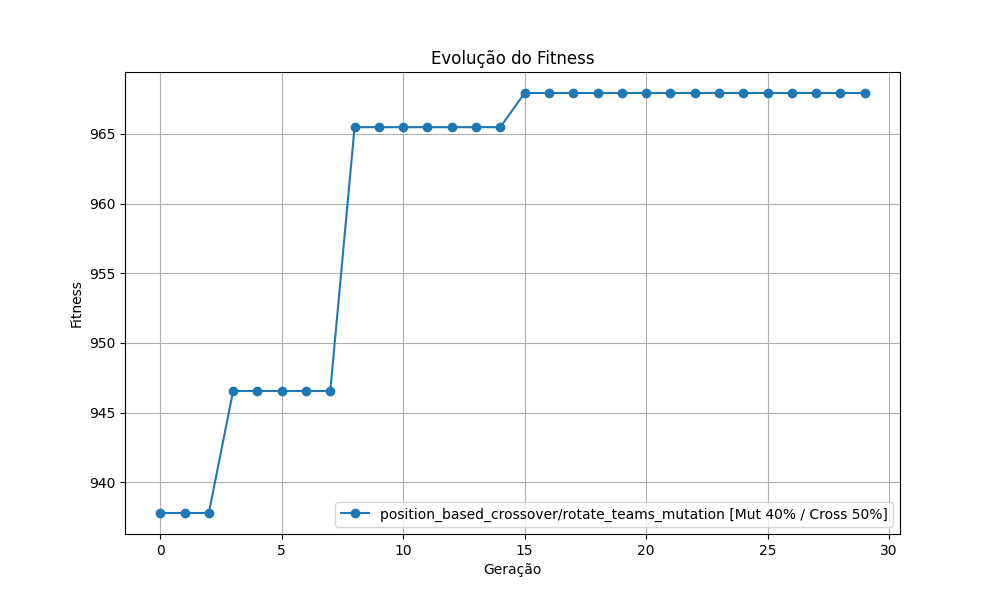 Evolução do Fitness
Fitness
965
960
955
950
945
940
position_based_crossover/rotate_teams_mutation [Mut 40% / Cross 50%]
0 5 10 15 20 25 30
Geração